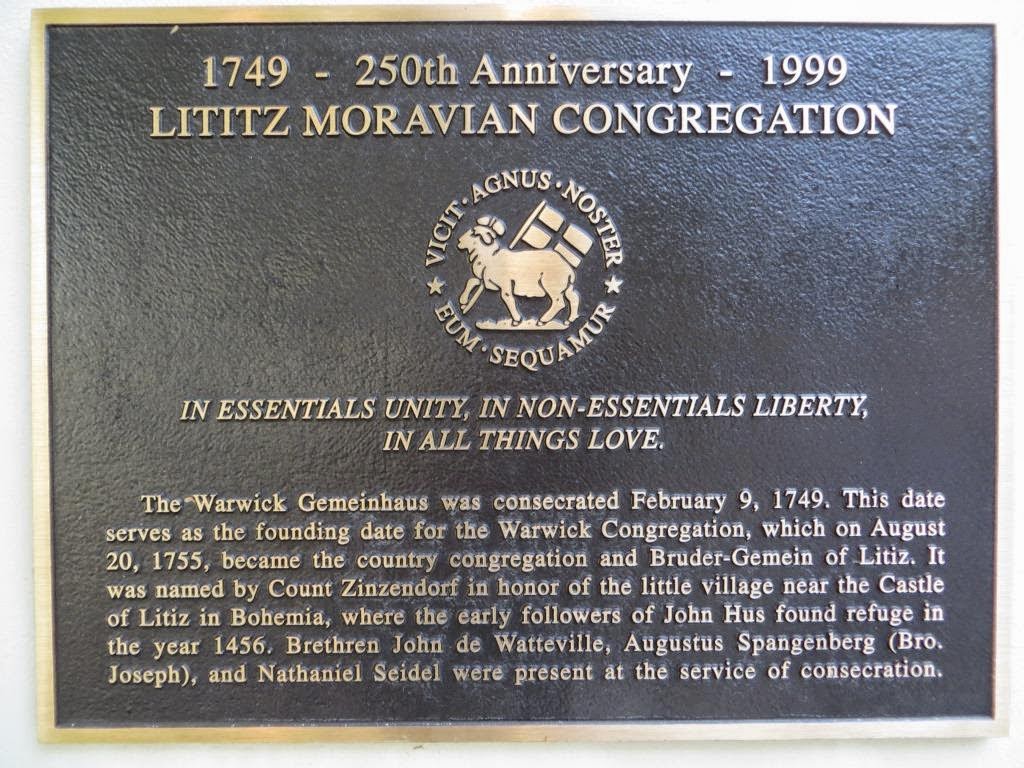 1749 - 250th Anniversary - 1999
LITITZ MORAVIAN CONGREGATION
VICIT · AGNUS · NOSTER
EUM · SEQUAMUR
IN ESSENTIALS UNITY, IN NON-ESSENTIALS LIBERTY,
IN ALL THINGS LOVE.
The Warwick Gemeinhaus was consecrated February 9, 1749. This date
serves as the founding date for the Warwick Congregation, which on August
20, 1755, became the country congregation and Bruder-Gemein of Litiz. It
was named by Count Zinzendorf in honor of the little village near the Castle
of Litiz in Bohemia, where the early followers of John Hus found refuge in
the year 1456. Brethren John de Watteville, Augustus Spangenberg (Bro.
Joseph), and Nathaniel Seidel were present at the service of consecration.